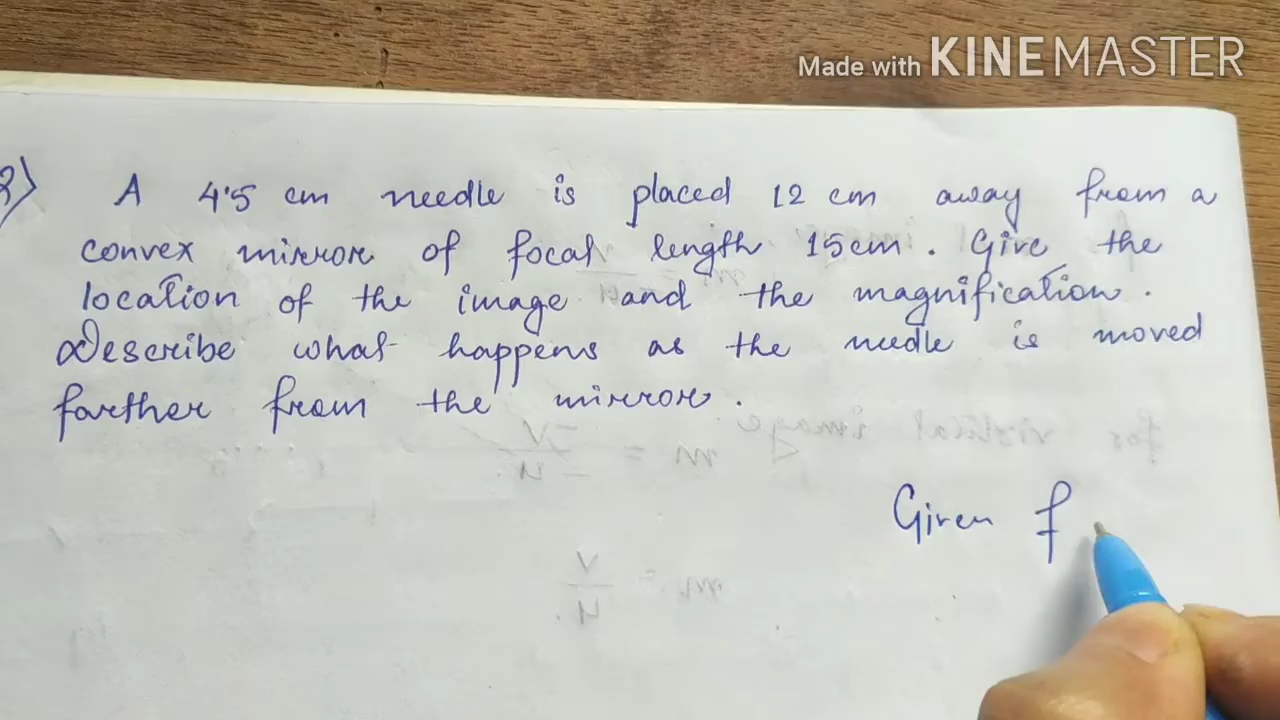 Made with KINEMASTER
2) A 4.5 cm needle is placed 12 cm away from a
convex mirror of focal length 15cm. Give the
location of the image and the magnification.
Describe what happens as the needle is moved
farther from the mirror.
Given f